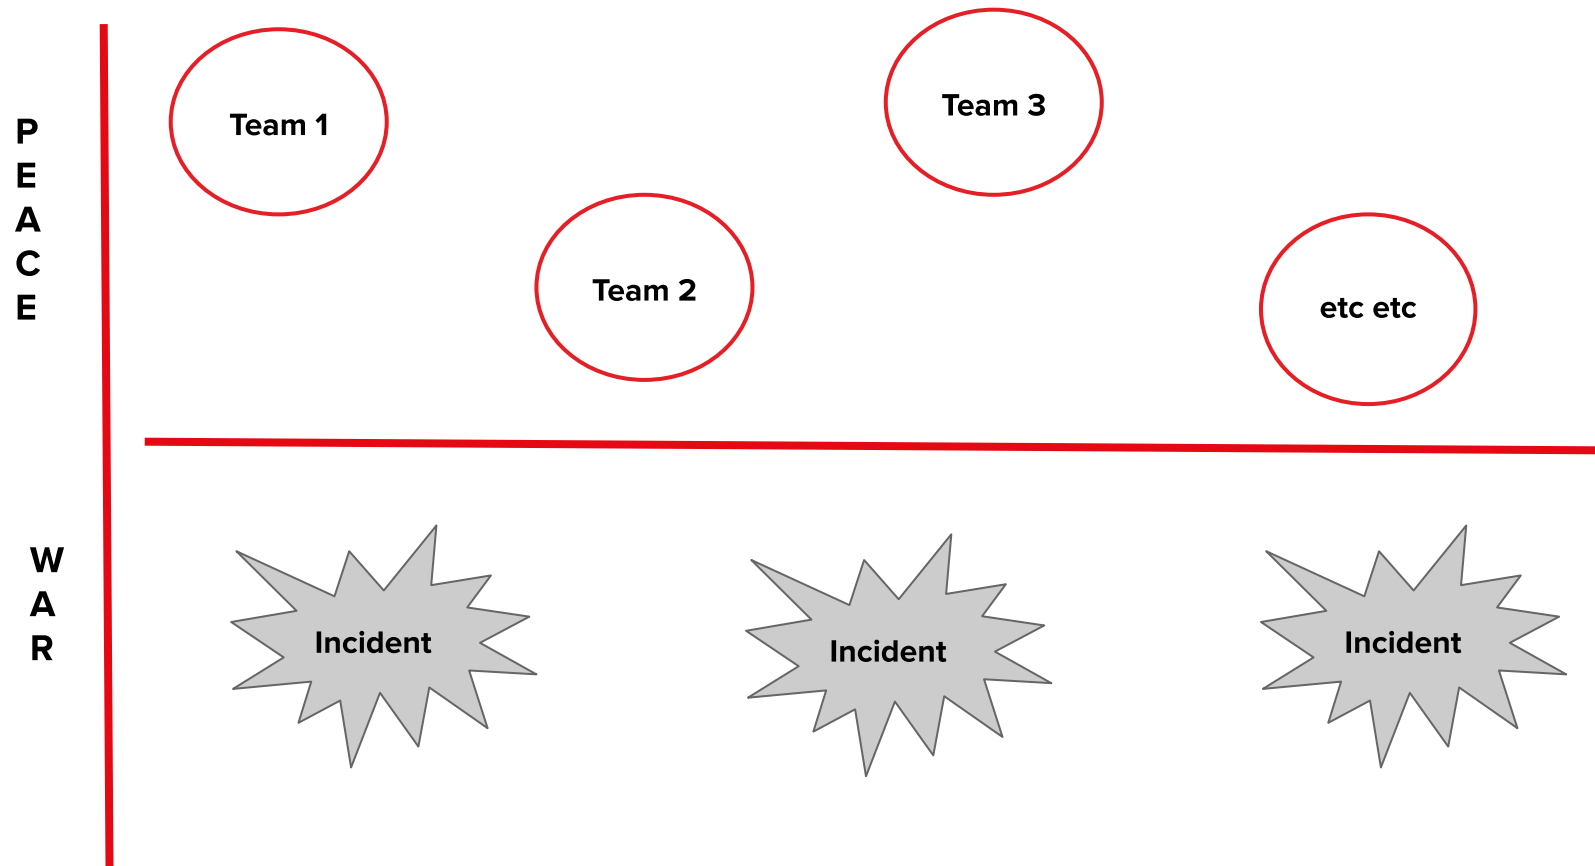 PEACE
Team 1
Team 2
Team 3
etc etc
WAR
Incident
Incident
Incident